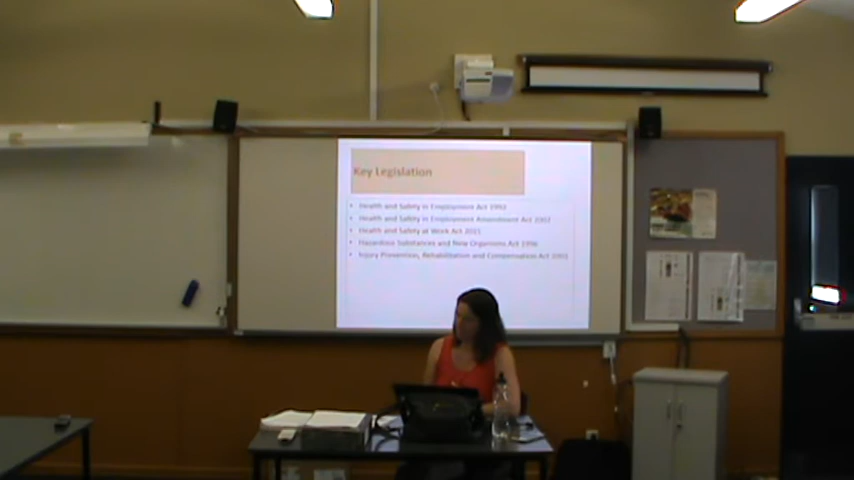 Key Legislation
• Health and Safety in Employment Act 1992
• Health and Safety in Employment Amendment Act 2002
• Health and Safety at Work Act 2015
• Hazardous Substances and New Organisms Act 1996
• Injury Prevention, Rehabilitation and Compensation Act 2001